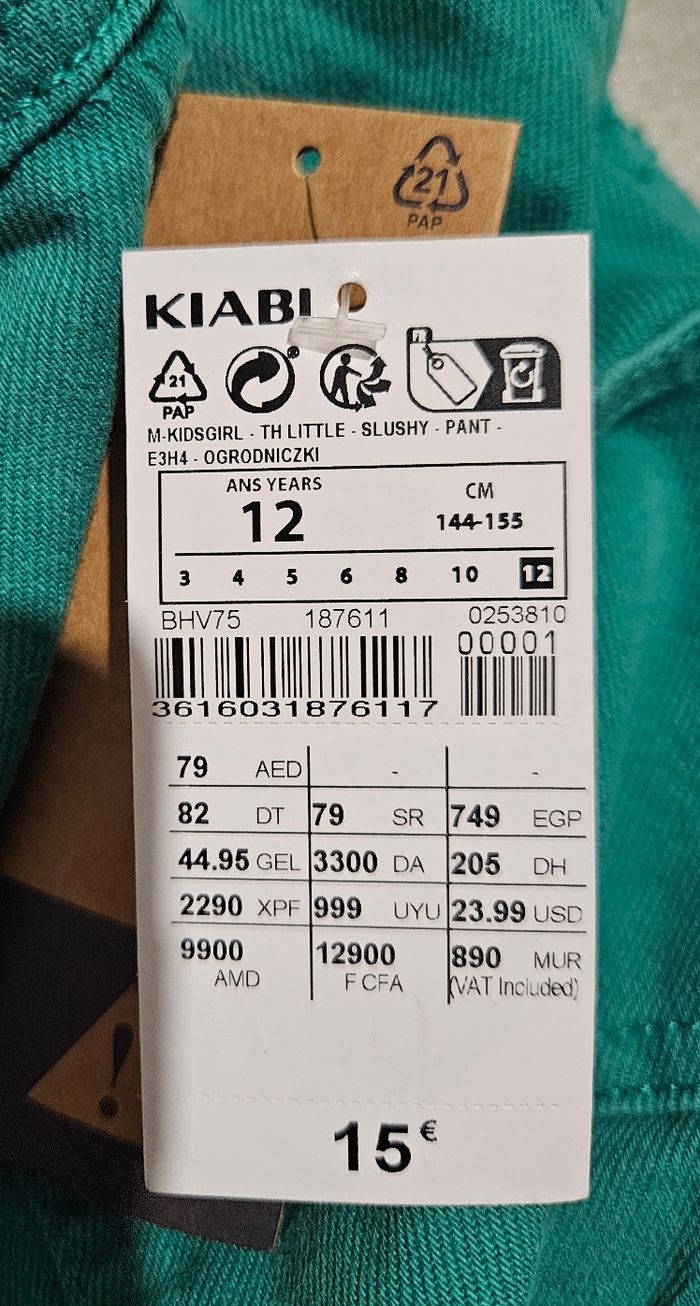 21
PAP
KIABI
21
PAP
M-KIDSGIRL - TH LITTLE - SLUSHY - PANT -
E3H4 - OGRODNICZKI
ANS YEARS CM
12 144-155
3 4 5 6 8 10 12
BHV75 187611 0253810
00001
3616031876117
79 AED - -
82 DT 79 SR 749 EGP
44.95 GEL 3300 DA 205 DH
2290 XPF 999 UYU 23.99 USD
9900 12900 890 MUR
AMD F CFA (VAT Included)
!
15€